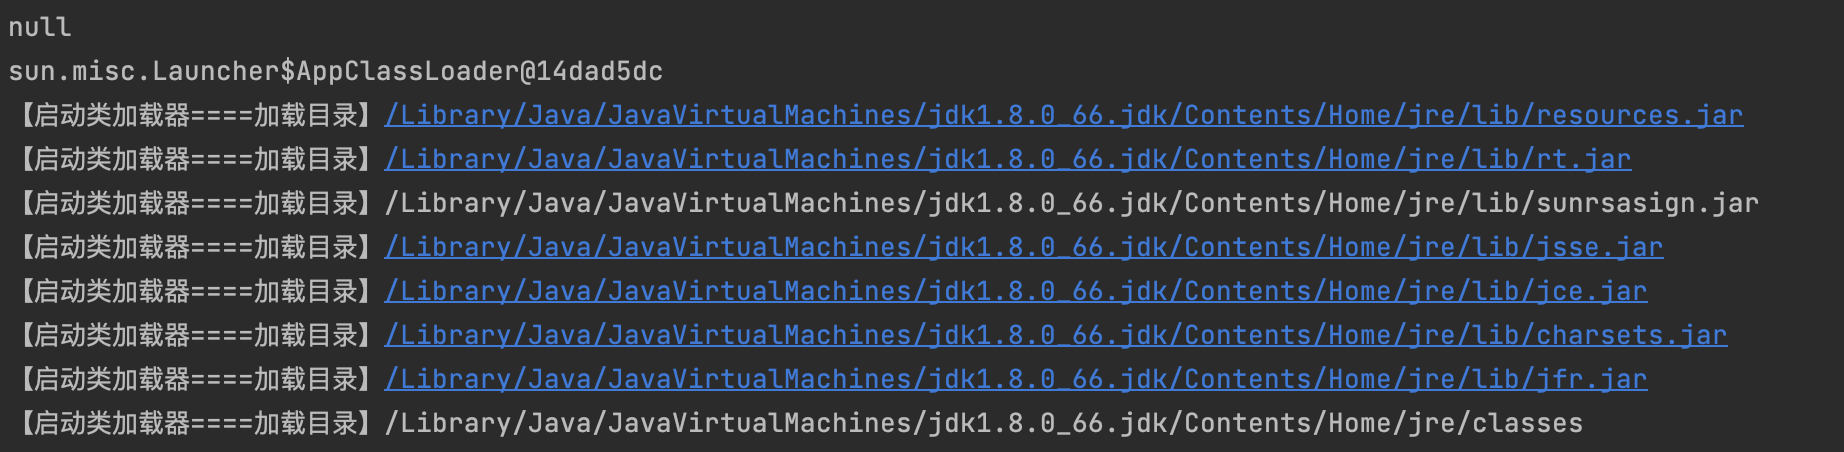 null
sun.misc.Launcher$AppClassLoader@14dad5dc
【启动类加载器====加载目录】/Library/Java/JavaVirtualMachines/jdk1.8.0_66.jdk/Contents/Home/jre/lib/resources.jar
【启动类加载器====加载目录】/Library/Java/JavaVirtualMachines/jdk1.8.0_66.jdk/Contents/Home/jre/lib/rt.jar
【启动类加载器====加载目录】/Library/Java/JavaVirtualMachines/jdk1.8.0_66.jdk/Contents/Home/jre/lib/sunrsasign.jar
【启动类加载器====加载目录】/Library/Java/JavaVirtualMachines/jdk1.8.0_66.jdk/Contents/Home/jre/lib/jsse.jar
【启动类加载器====加载目录】/Library/Java/JavaVirtualMachines/jdk1.8.0_66.jdk/Contents/Home/jre/lib/jce.jar
【启动类加载器====加载目录】/Library/Java/JavaVirtualMachines/jdk1.8.0_66.jdk/Contents/Home/jre/lib/charsets.jar
【启动类加载器====加载目录】/Library/Java/JavaVirtualMachines/jdk1.8.0_66.jdk/Contents/Home/jre/lib/jfr.jar
【启动类加载器====加载目录】/Library/Java/JavaVirtualMachines/jdk1.8.0_66.jdk/Contents/Home/jre/classes